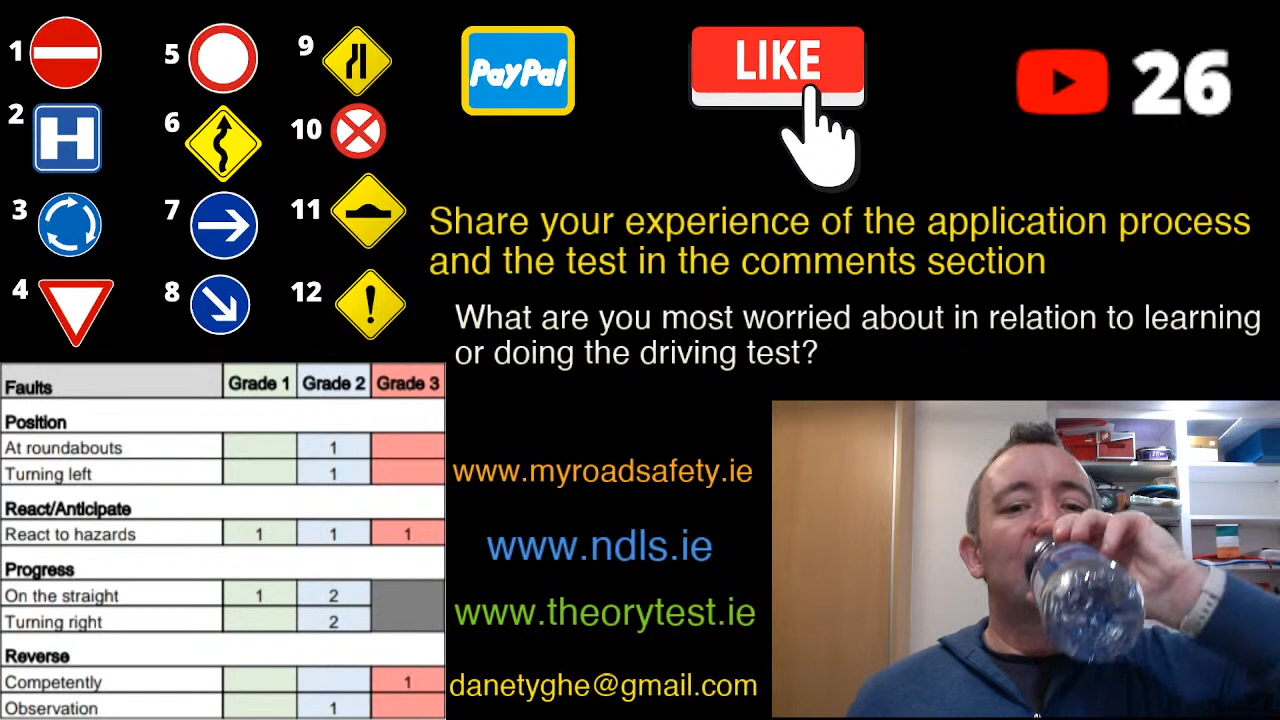 1
5
9
2
6
10
3
7
11
4
8
12
PayPal
LIKE
26
Share your experience of the application process
and the test in the comments section
What are you most worried about in relation to learning
or doing the driving test?
Faults Grade 1 Grade 2 Grade 3
Position
At roundabouts 1
Turning left 1
React/Anticipate
React to hazards 1 1 1
Progress
On the straight 1 2
Turning right 2
Reverse
Competently 1
Observation 1
www.myroadsafety.ie
www.ndls.ie
www.theorytest.ie
danetyghe@gmail.com
H
!